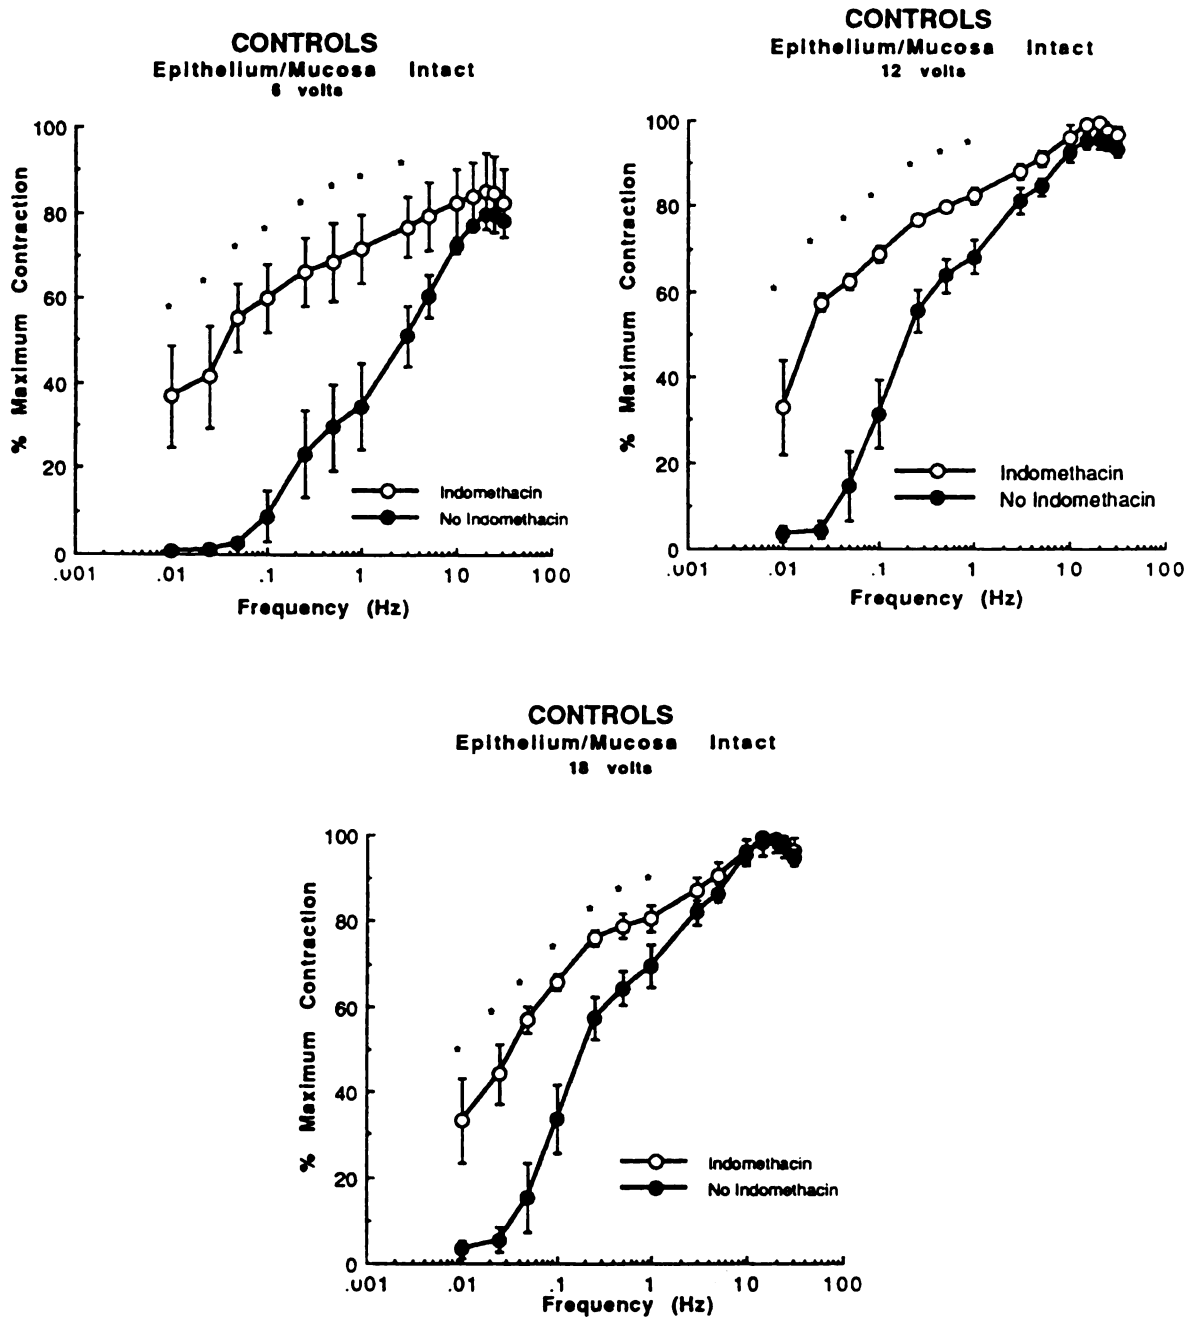 CONTROLS
Epithelium/Mucosa Intact
6 volts
% Maximum Contraction
100
80
60
40
20
0
.001 .01 .1 1 10 100
Frequency (Hz)
Indomethacin
No Indomethacin
CONTROLS
Epithelium/Mucosa Intact
12 volts
% Maximum Contraction
100
80
60
40
20
0
.001 .01 .1 1 10 100
Frequency (Hz)
Indomethacin
No Indomethacin
CONTROLS
Epithelium/Mucosa Intact
18 volts
% Maximum Contraction
100
80
60
40
20
0
.001 .01 .1 1 10 100
Frequency (Hz)
Indomethacin
No Indomethacin